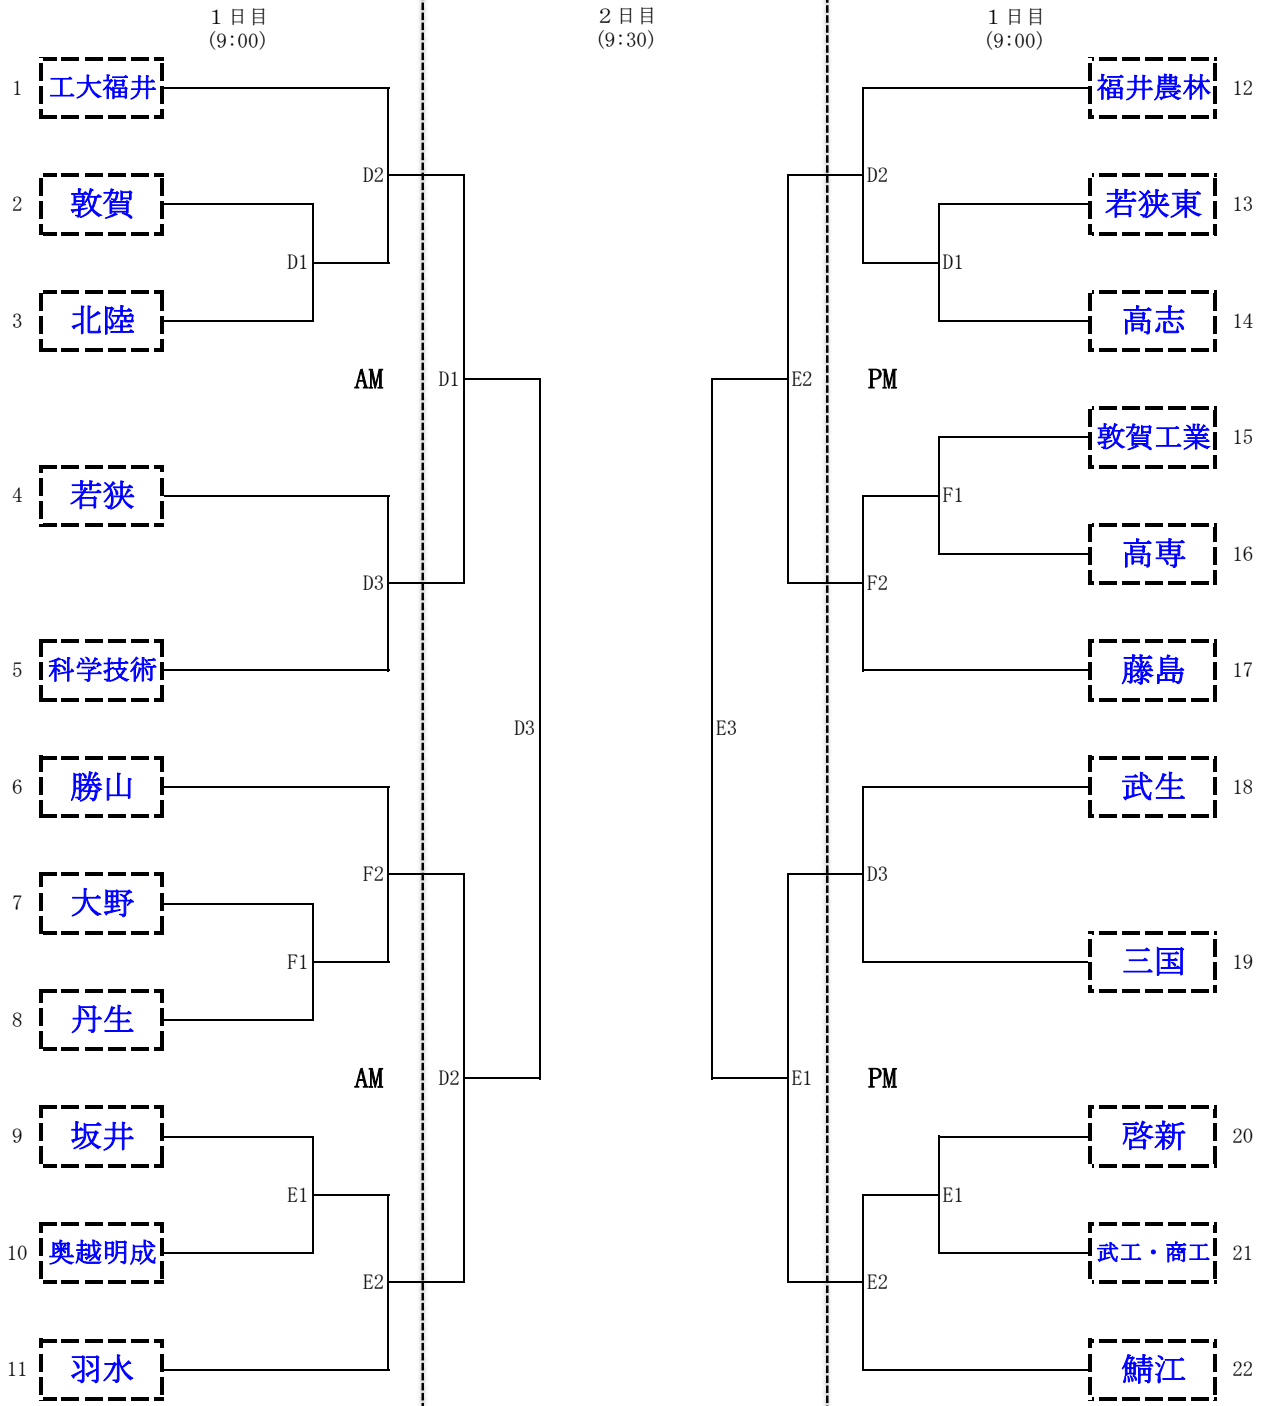 １日目
(9:00)
２日目
(9:30)
１日目
(9:00)
1 工大福井
D2
2 敦賀
D1
3 北陸
AM
D1
4 若狭
D3
5 科学技術
D3
6 勝山
F2
7 大野
F1
8 丹生
AM
D2
9 坂井
E1
10 奥越明成
E2
11 羽水
福井農林 12
D2
若狭東 13
D1
高志 14
E2
PM
敦賀工業 15
F1
高専 16
F2
藤島 17
E3
武生 18
D3
三国 19
E1
PM
啓新 20
E1
武工・商工 21
E2
鯖江 22